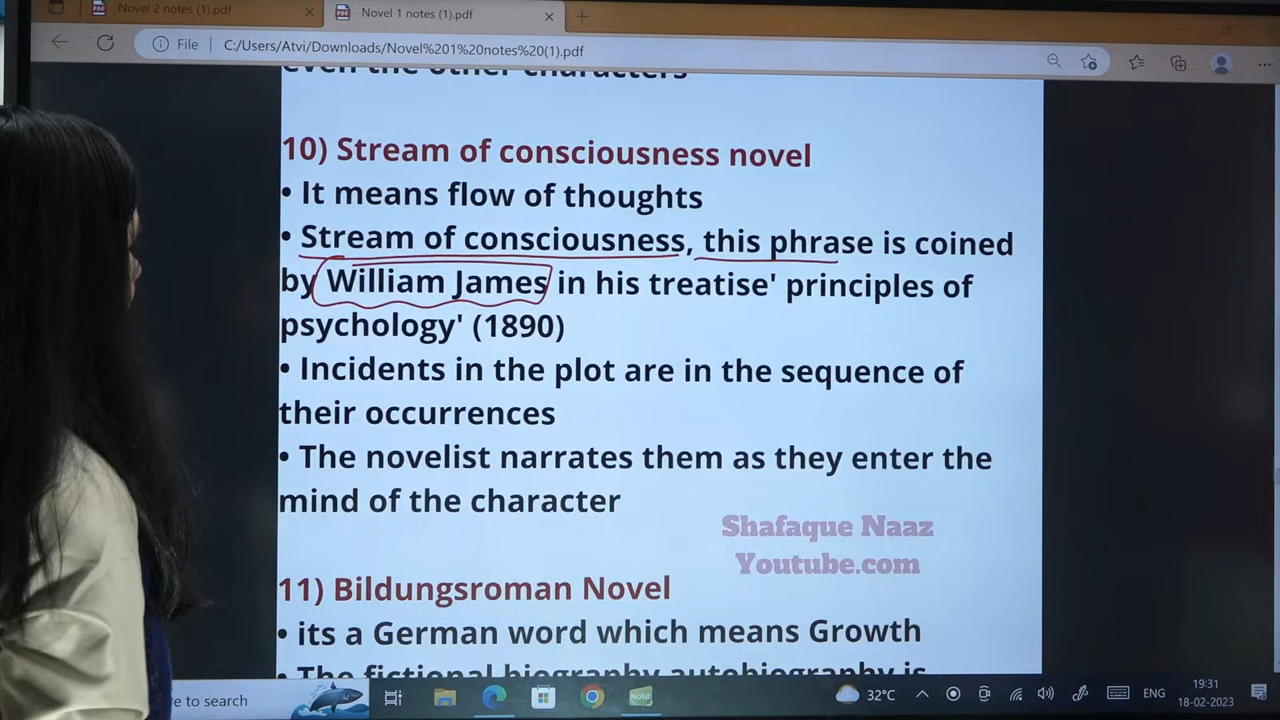 Novel 2 notes (1).pdf
Novel 1 notes (1).pdf
File
C:/Users/Atvi/Downloads/Novel%201%20notes%20(1).pdf
even the other characters
10) Stream of consciousness novel
• It means flow of thoughts
• Stream of consciousness, this phrase is coined
by William James in his treatise' principles of
psychology' (1890)
• Incidents in the plot are in the sequence of
their occurrences
• The novelist narrates them as they enter the
mind of the character
Shafaque Naaz
Youtube.com
11) Bildungsroman Novel
• its a German word which means Growth
• The fictional biography autobiography is
e to search
Note
32°C
ENG
19:31
18-02-2023